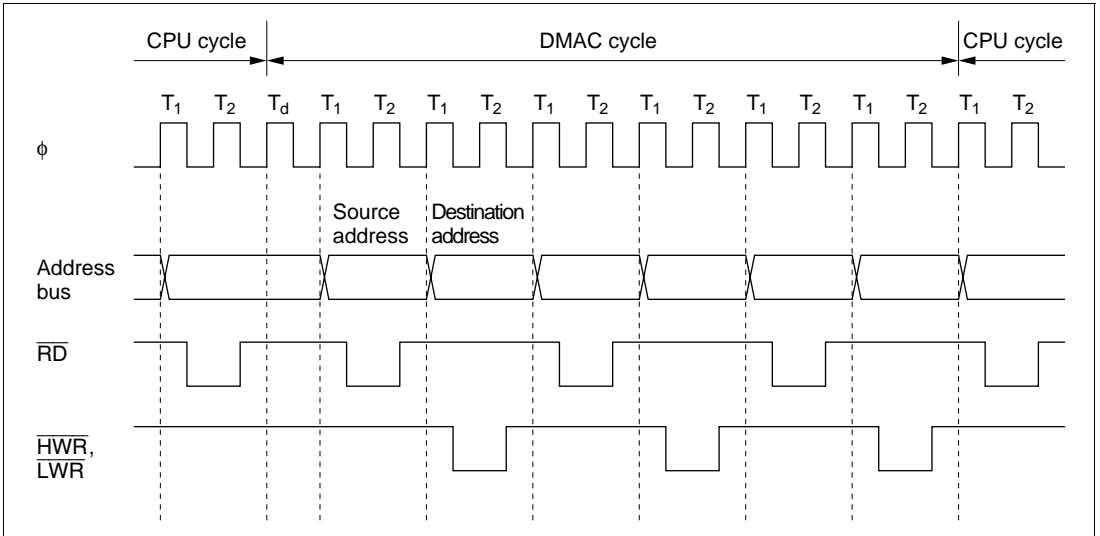 CPU cycle DMAC cycle CPU cycle
T1 T2 Td T1 T2 T1 T2 T1 T2 T1 T2 T1 T2 T1 T2 T1 T2
ϕ
Source address
Destination address
Address bus
RD
HWR,
LWR